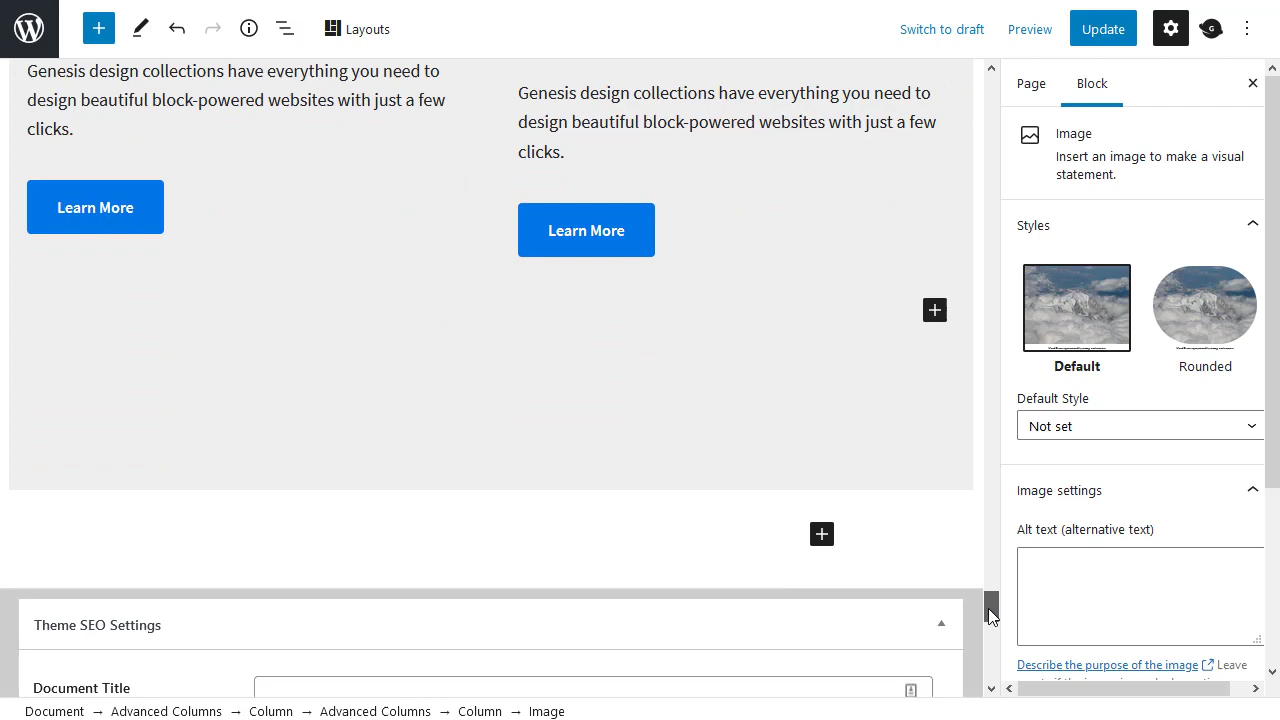 Layouts
Switch to draft
Preview
Update
G
Genesis design collections have everything you need to
design beautiful block-powered websites with just a few
clicks.
Learn More
Genesis design collections have everything you need to
design beautiful block-powered websites with just a few
clicks.
Learn More
Theme SEO Settings
Document Title
Page
Block
Image
Insert an image to make a visual
statement.
Styles
Default
Rounded
Default Style
Not set
Image settings
Alt text (alternative text)
Describe the purpose of the image Leave
Document → Advanced Columns → Column → Advanced Columns → Column → Image